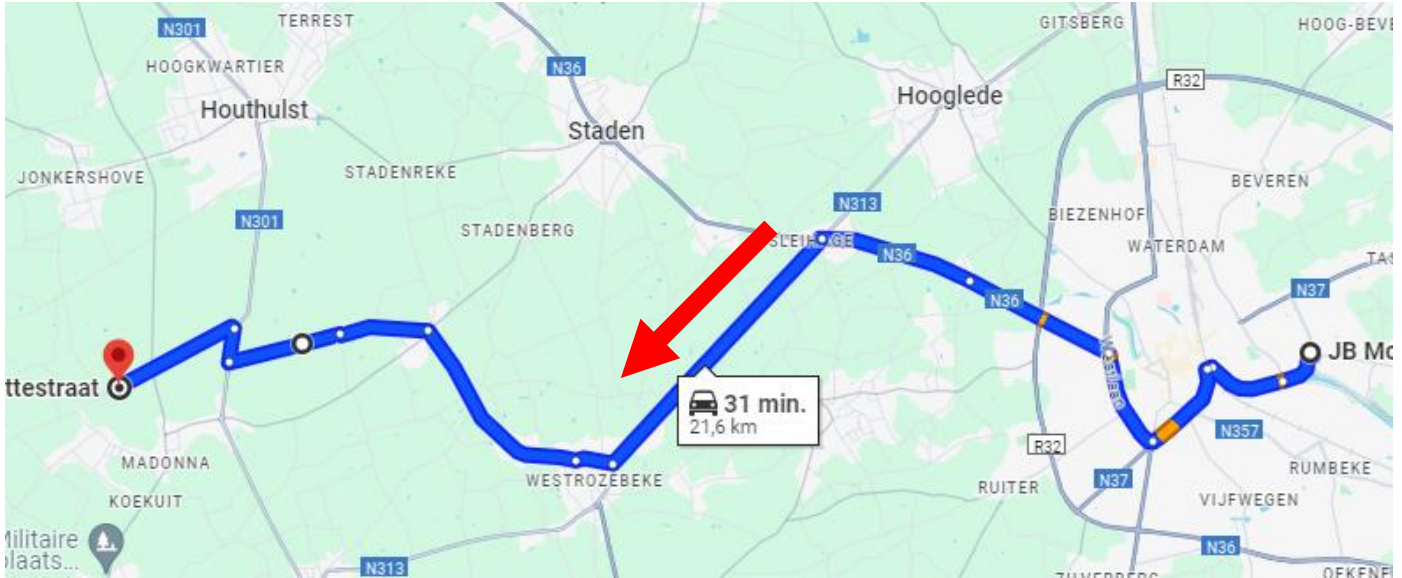 N301
TERREST
GITSBERG
HOOG-BEVE
HOOGKWARTIER
N36
R32
Houthulst
Hooglede
Staden
JONKERSHOVE
STADENREKE
BEVEREN
N301
STADENBERG
N313
BIEZENHOF
SLEIHAGE
N36
WATERDAM
N36
N37
ttestraat
JB Mo
Westlaan
31 min.
21,6 km
N357
R32
MADONNA
WESTROZEBEKE
RUMBEKE
KOEKUIT
RUITER
N37
VIJFWEGEN
Militaire
plaats...
N313
N36